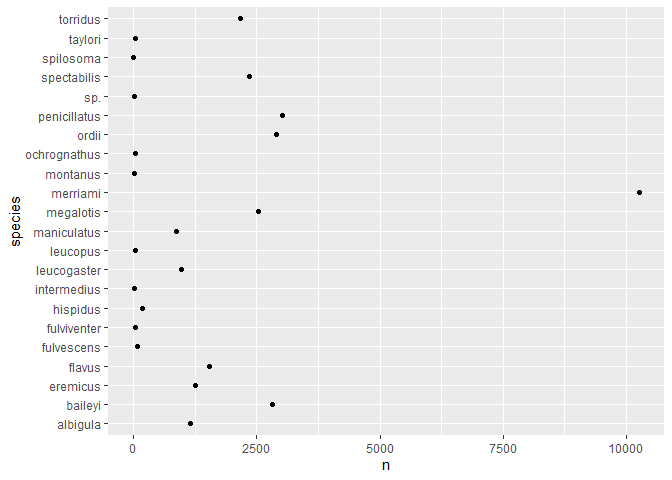 torridus
taylori
spilosoma
spectabilis
sp.
penicillatus
ordii
ochrognathus
montanus
merriami
megalotis
maniculatus
leucopus
leucogaster
intermedius
hispidus
fulviventer
fulvescens
flavus
eremicus
baileyi
albigula
species
0 2500 5000 7500 10000
n